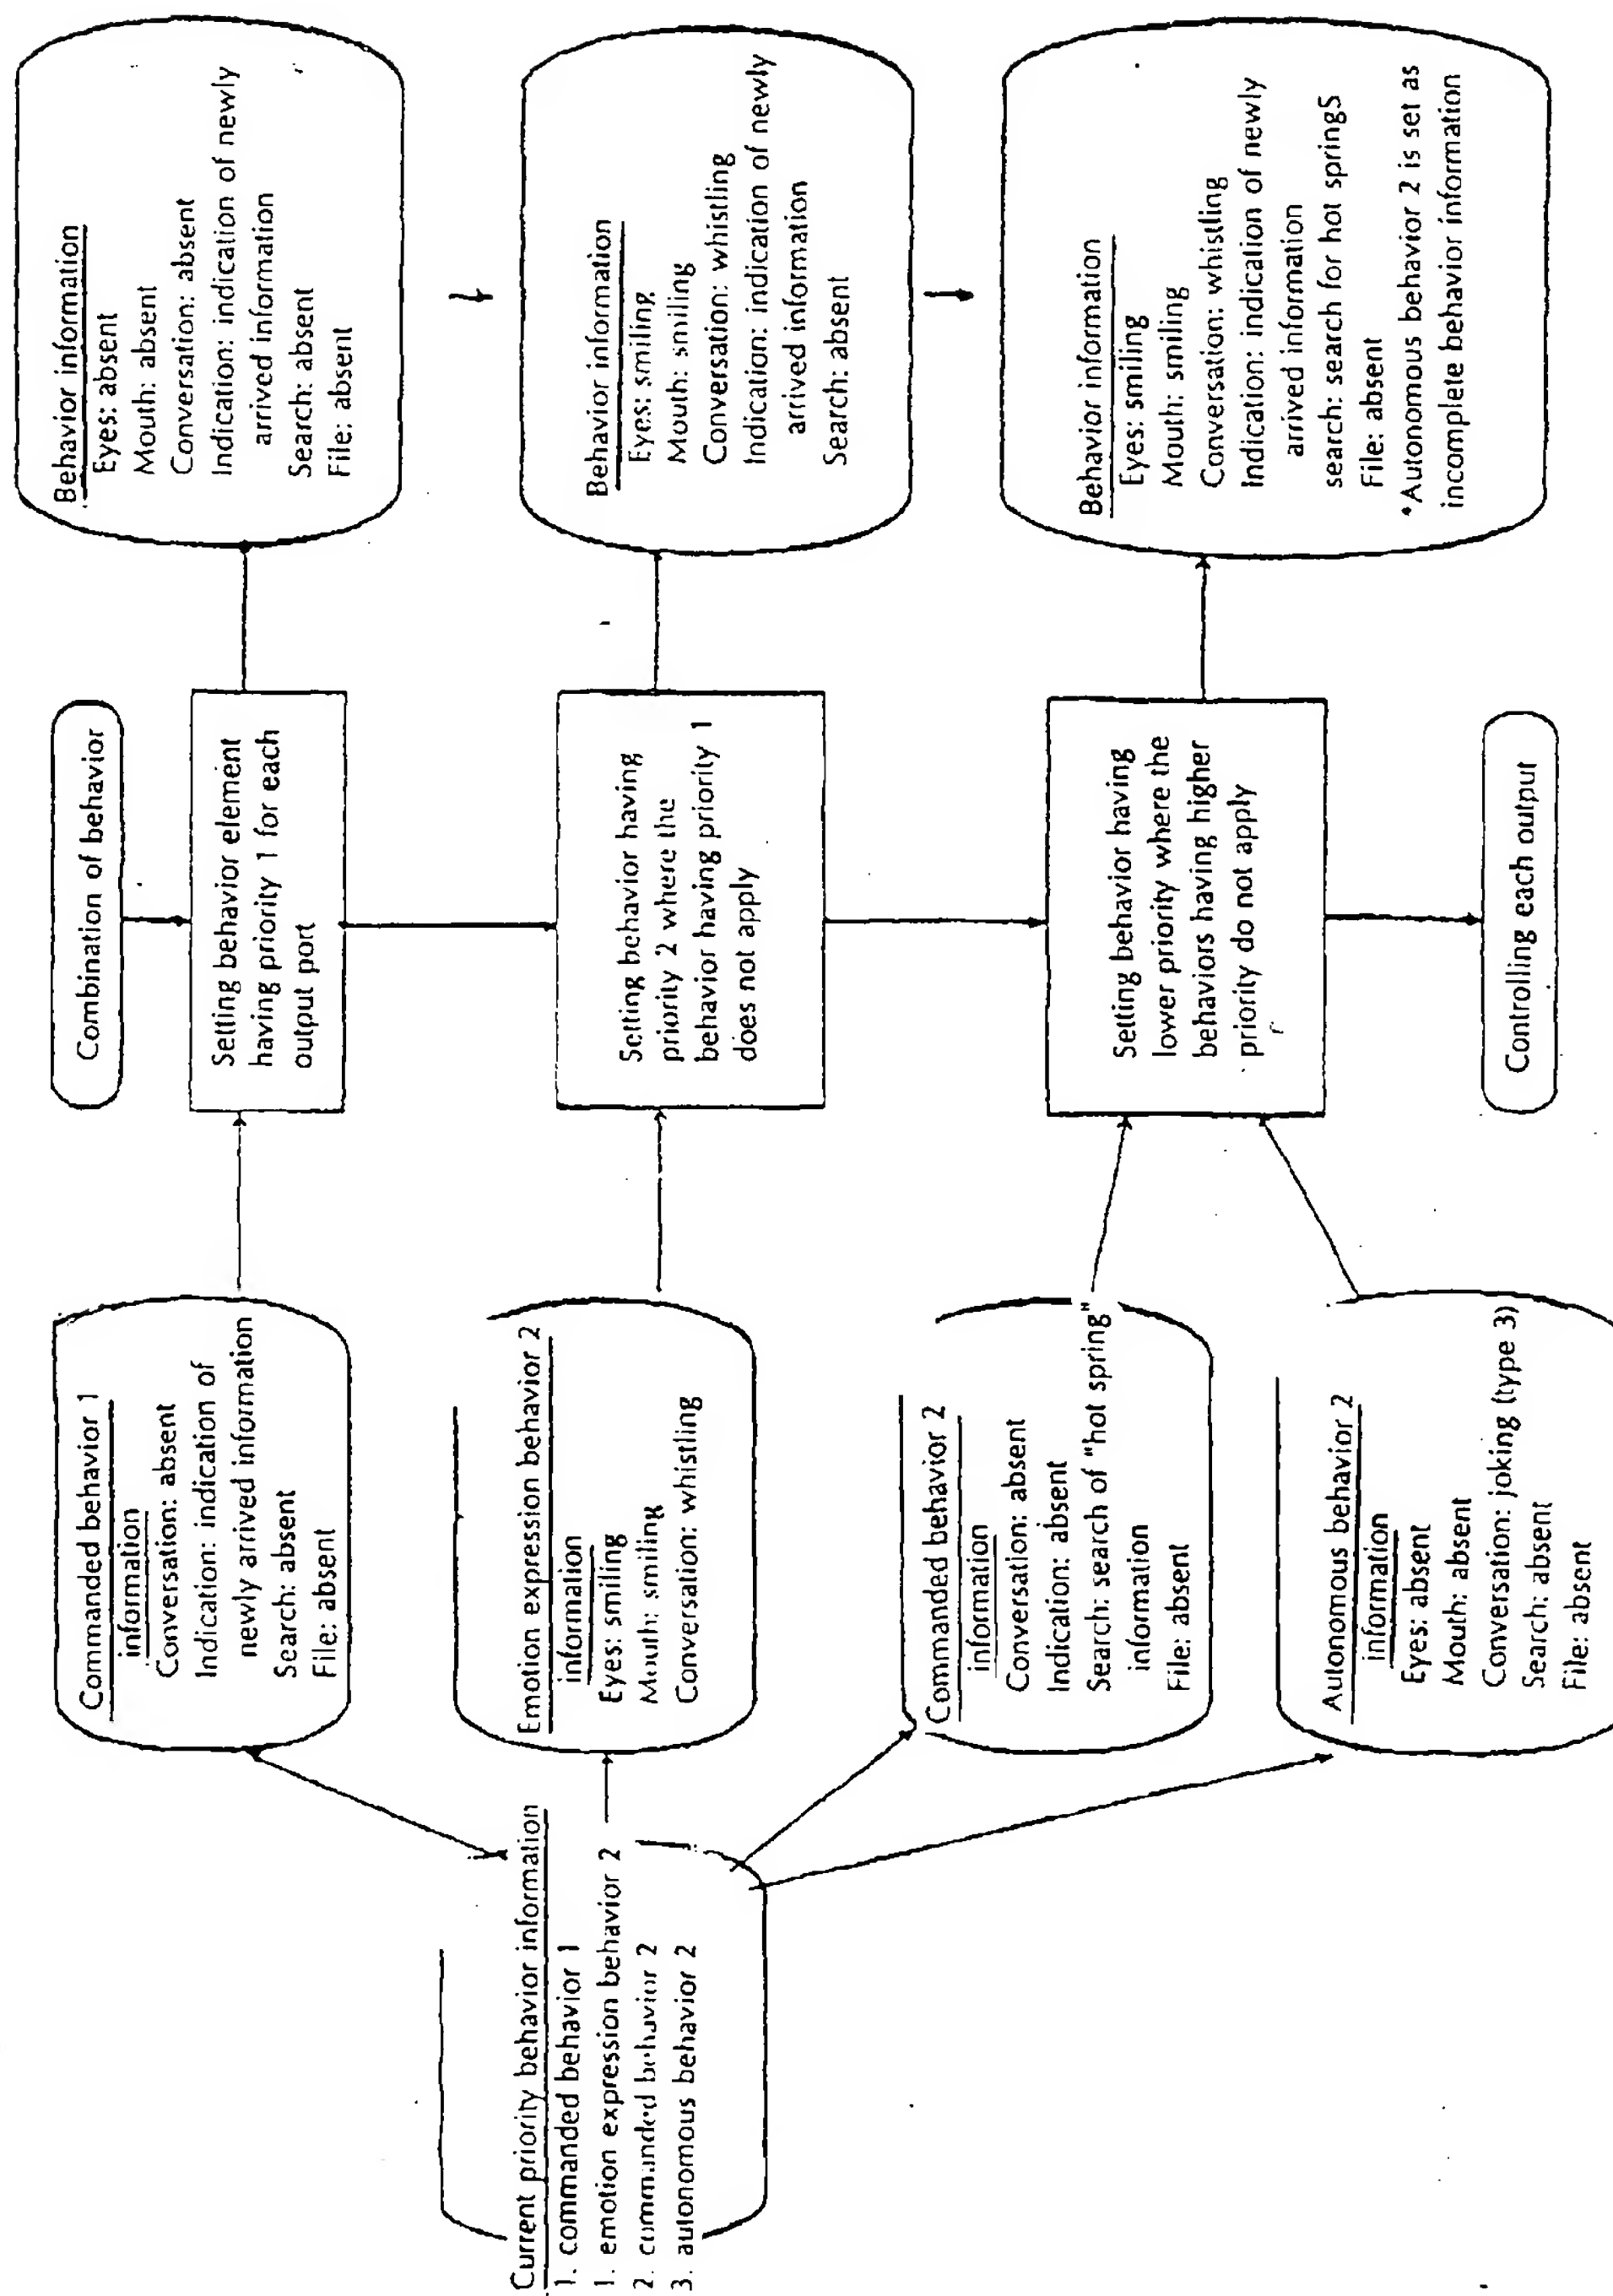 Combination of behavior
Setting behavior element
having priority 1 for each
output port
Setting behavior having
priority 2 where the
behavior having priority 1
does not apply
Setting behavior having
lower priority where the
behaviors having higher
priority do not apply
Controlling each output
Current priority behavior information
1. commanded behavior 1
1. emotion expression behavior 2
2. commanded behavior 2
3. autonomous behavior 2
Commanded behavior 1
information
Conversation: absent
Indication: indication of
newly arrived information
Search: absent
File: absent
Emotion expression behavior 2
information
Eyes: smiling
Mouth: smiling
Conversation: whistling
Commanded behavior 2
information
Conversation: absent
Indication: absent
Search: search of "hot spring"
information
File: absent
Autonomous behavior 2
information
Eyes: absent
Mouth: absent
Conversation: joking (type 3)
Search: absent
File: absent
Behavior information
Eyes: absent
Mouth: absent
Conversation: absent
Indication: indication of newly
arrived information
Search: absent
File: absent
Behavior information
Eyes: smiling
Mouth: smiling
Conversation: whistling
Indication: indication of newly
arrived information
Search: absent
Behavior information
Eyes: smiling
Mouth: smiling
Conversation: whistling
Indication: indication of newly
arrived information
search: search for hot springS
File: absent
*Autonomous behavior 2 is set as
incomplete behavior information